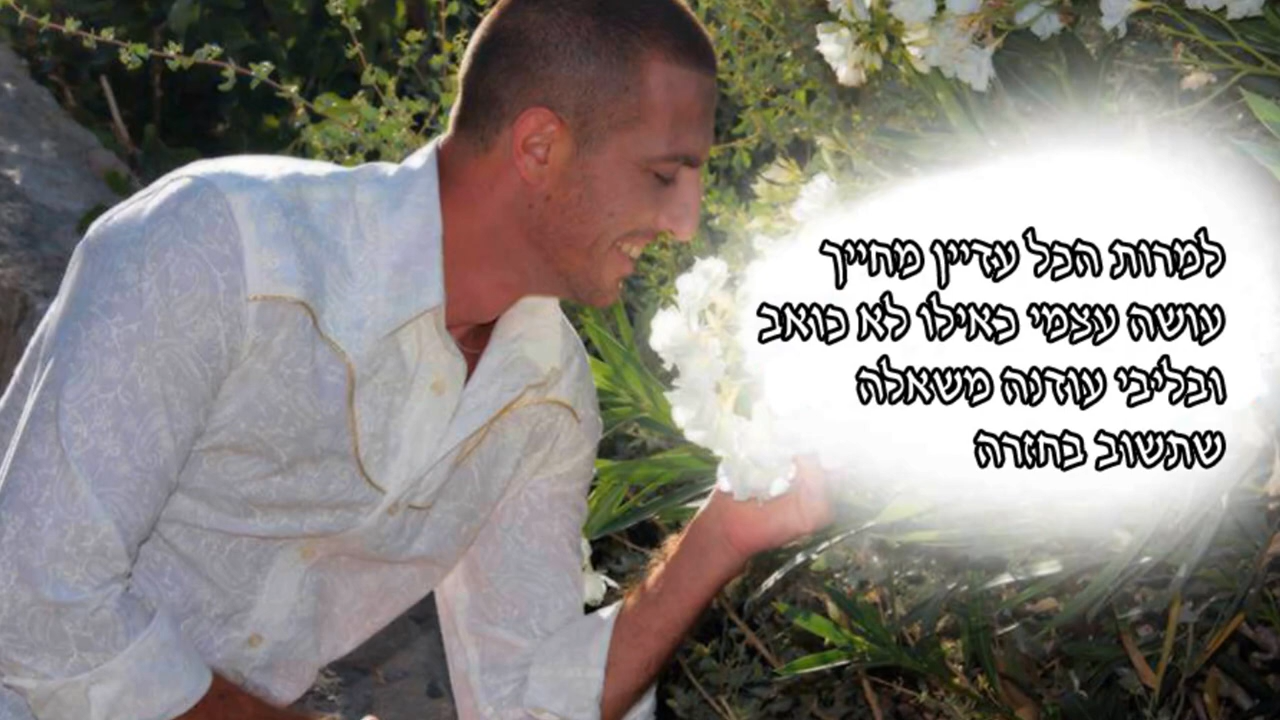 למרות הכל עדיין מחייך
עושה עצמי כאילו לא כואב
ובליבי עודנה משאלה
שתשוב בחזרה